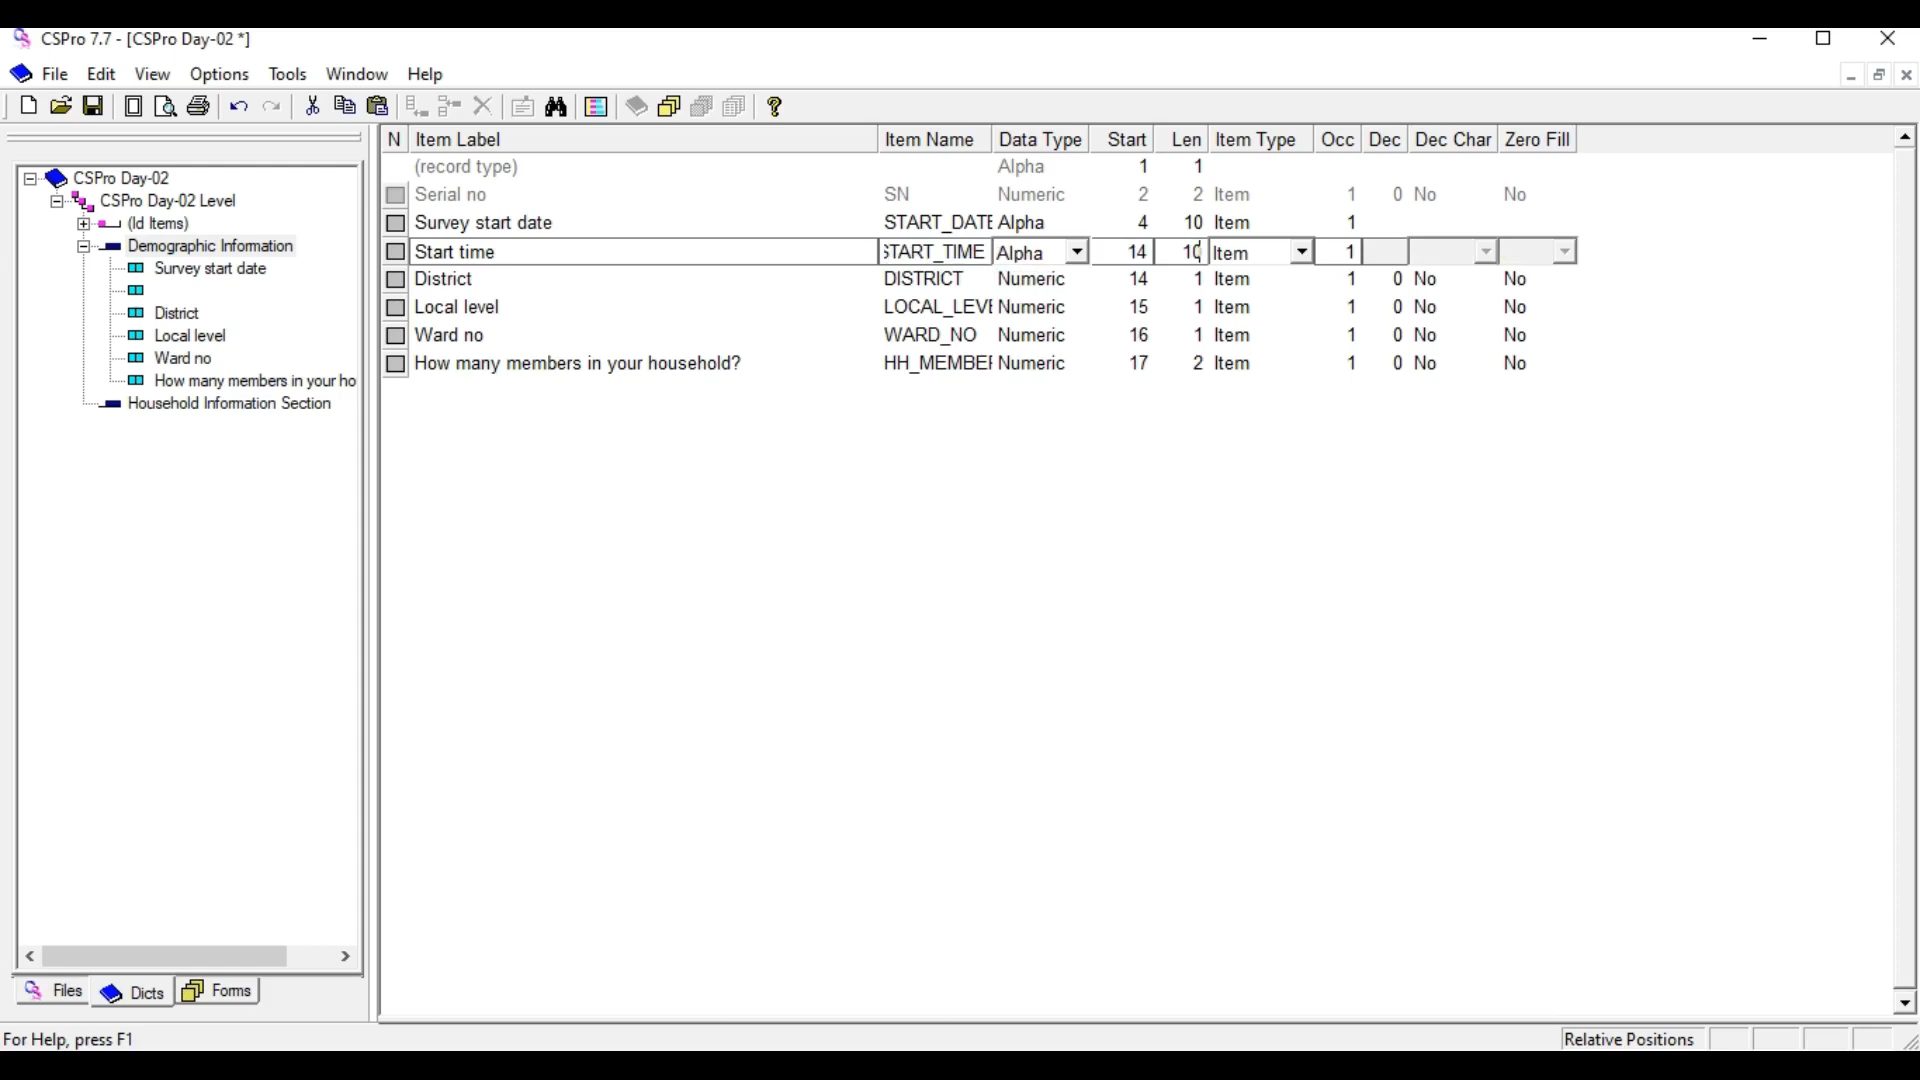 CSPro 7.7 - [CSPro Day-02 *]
File Edit View Options Tools Window Help
N Item Label Item Name Data Type Start Len Item Type Occ Dec Dec Char Zero Fill
(record type) Alpha 1 1
Serial no SN Numeric 2 2 Item 1 0 No No
Survey start date START_DATE Alpha 4 10 Item 1
Start time START_TIME Alpha 14 10 Item 1
District DISTRICT Numeric 14 1 Item 1 0 No No
Local level LOCAL_LEVE Numeric 15 1 Item 1 0 No No
Ward no WARD_NO Numeric 16 1 Item 1 0 No No
How many members in your household? HH_MEMBER Numeric 17 2 Item 1 0 No No
CSPro Day-02
CSPro Day-02 Level
(Id Items)
Demographic Information
Survey start date
District
Local level
Ward no
How many members in your ho
Household Information Section
Files Dicts Forms
For Help, press F1
Relative Positions